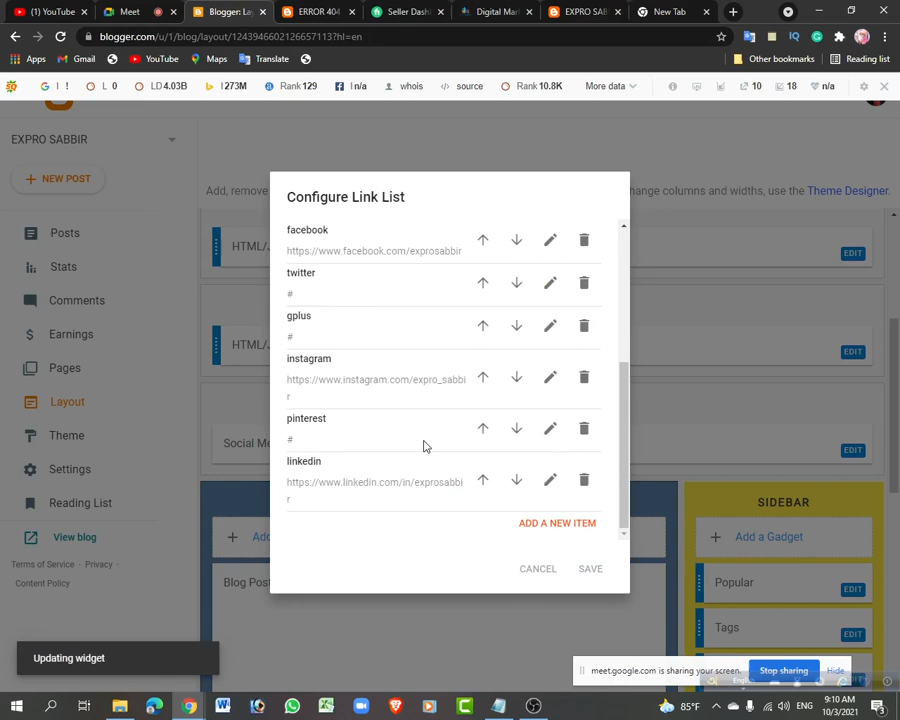 (1) YouTube
Meet
Blogger: La
ERROR 404
Seller Dash
Digital Mar
EXPRO SAB
New Tab
blogger.com/u/1/blog/layout/1243946602126657113?hl=en
Apps
Gmail
YouTube
Maps
Translate
Other bookmarks
Reading list
I !
L 0
LD 4.03B
I 273M
Rank 129
I n/a
whois
source
Rank 10.8K
More data
10
18
n/a
EXPRO SABBIR
NEW POST
Posts
Stats
Comments
Earnings
Pages
Layout
Theme
Settings
Reading List
View blog
Terms of Service · Privacy ·
Content Policy
Add, remove
hange columns and widths, use the Theme Designer.
HTML/J
EDIT
HTML/J
EDIT
Social Me
EDIT
Add
Blog Post
SIDEBAR
Add a Gadget
Popular
EDIT
Tags
EDIT
Configure Link List
facebook
https://www.facebook.com/exprosabbir
twitter
#
gplus
#
instagram
https://www.instagram.com/expro_sabbi
r
pinterest
#
linkedin
https://www.linkedin.com/in/exprosabbi
r
ADD A NEW ITEM
CANCEL
SAVE
Updating widget
meet.google.com is sharing your screen.
Stop sharing
Hide
85°F
ENG
9:10 AM
10/3/2021